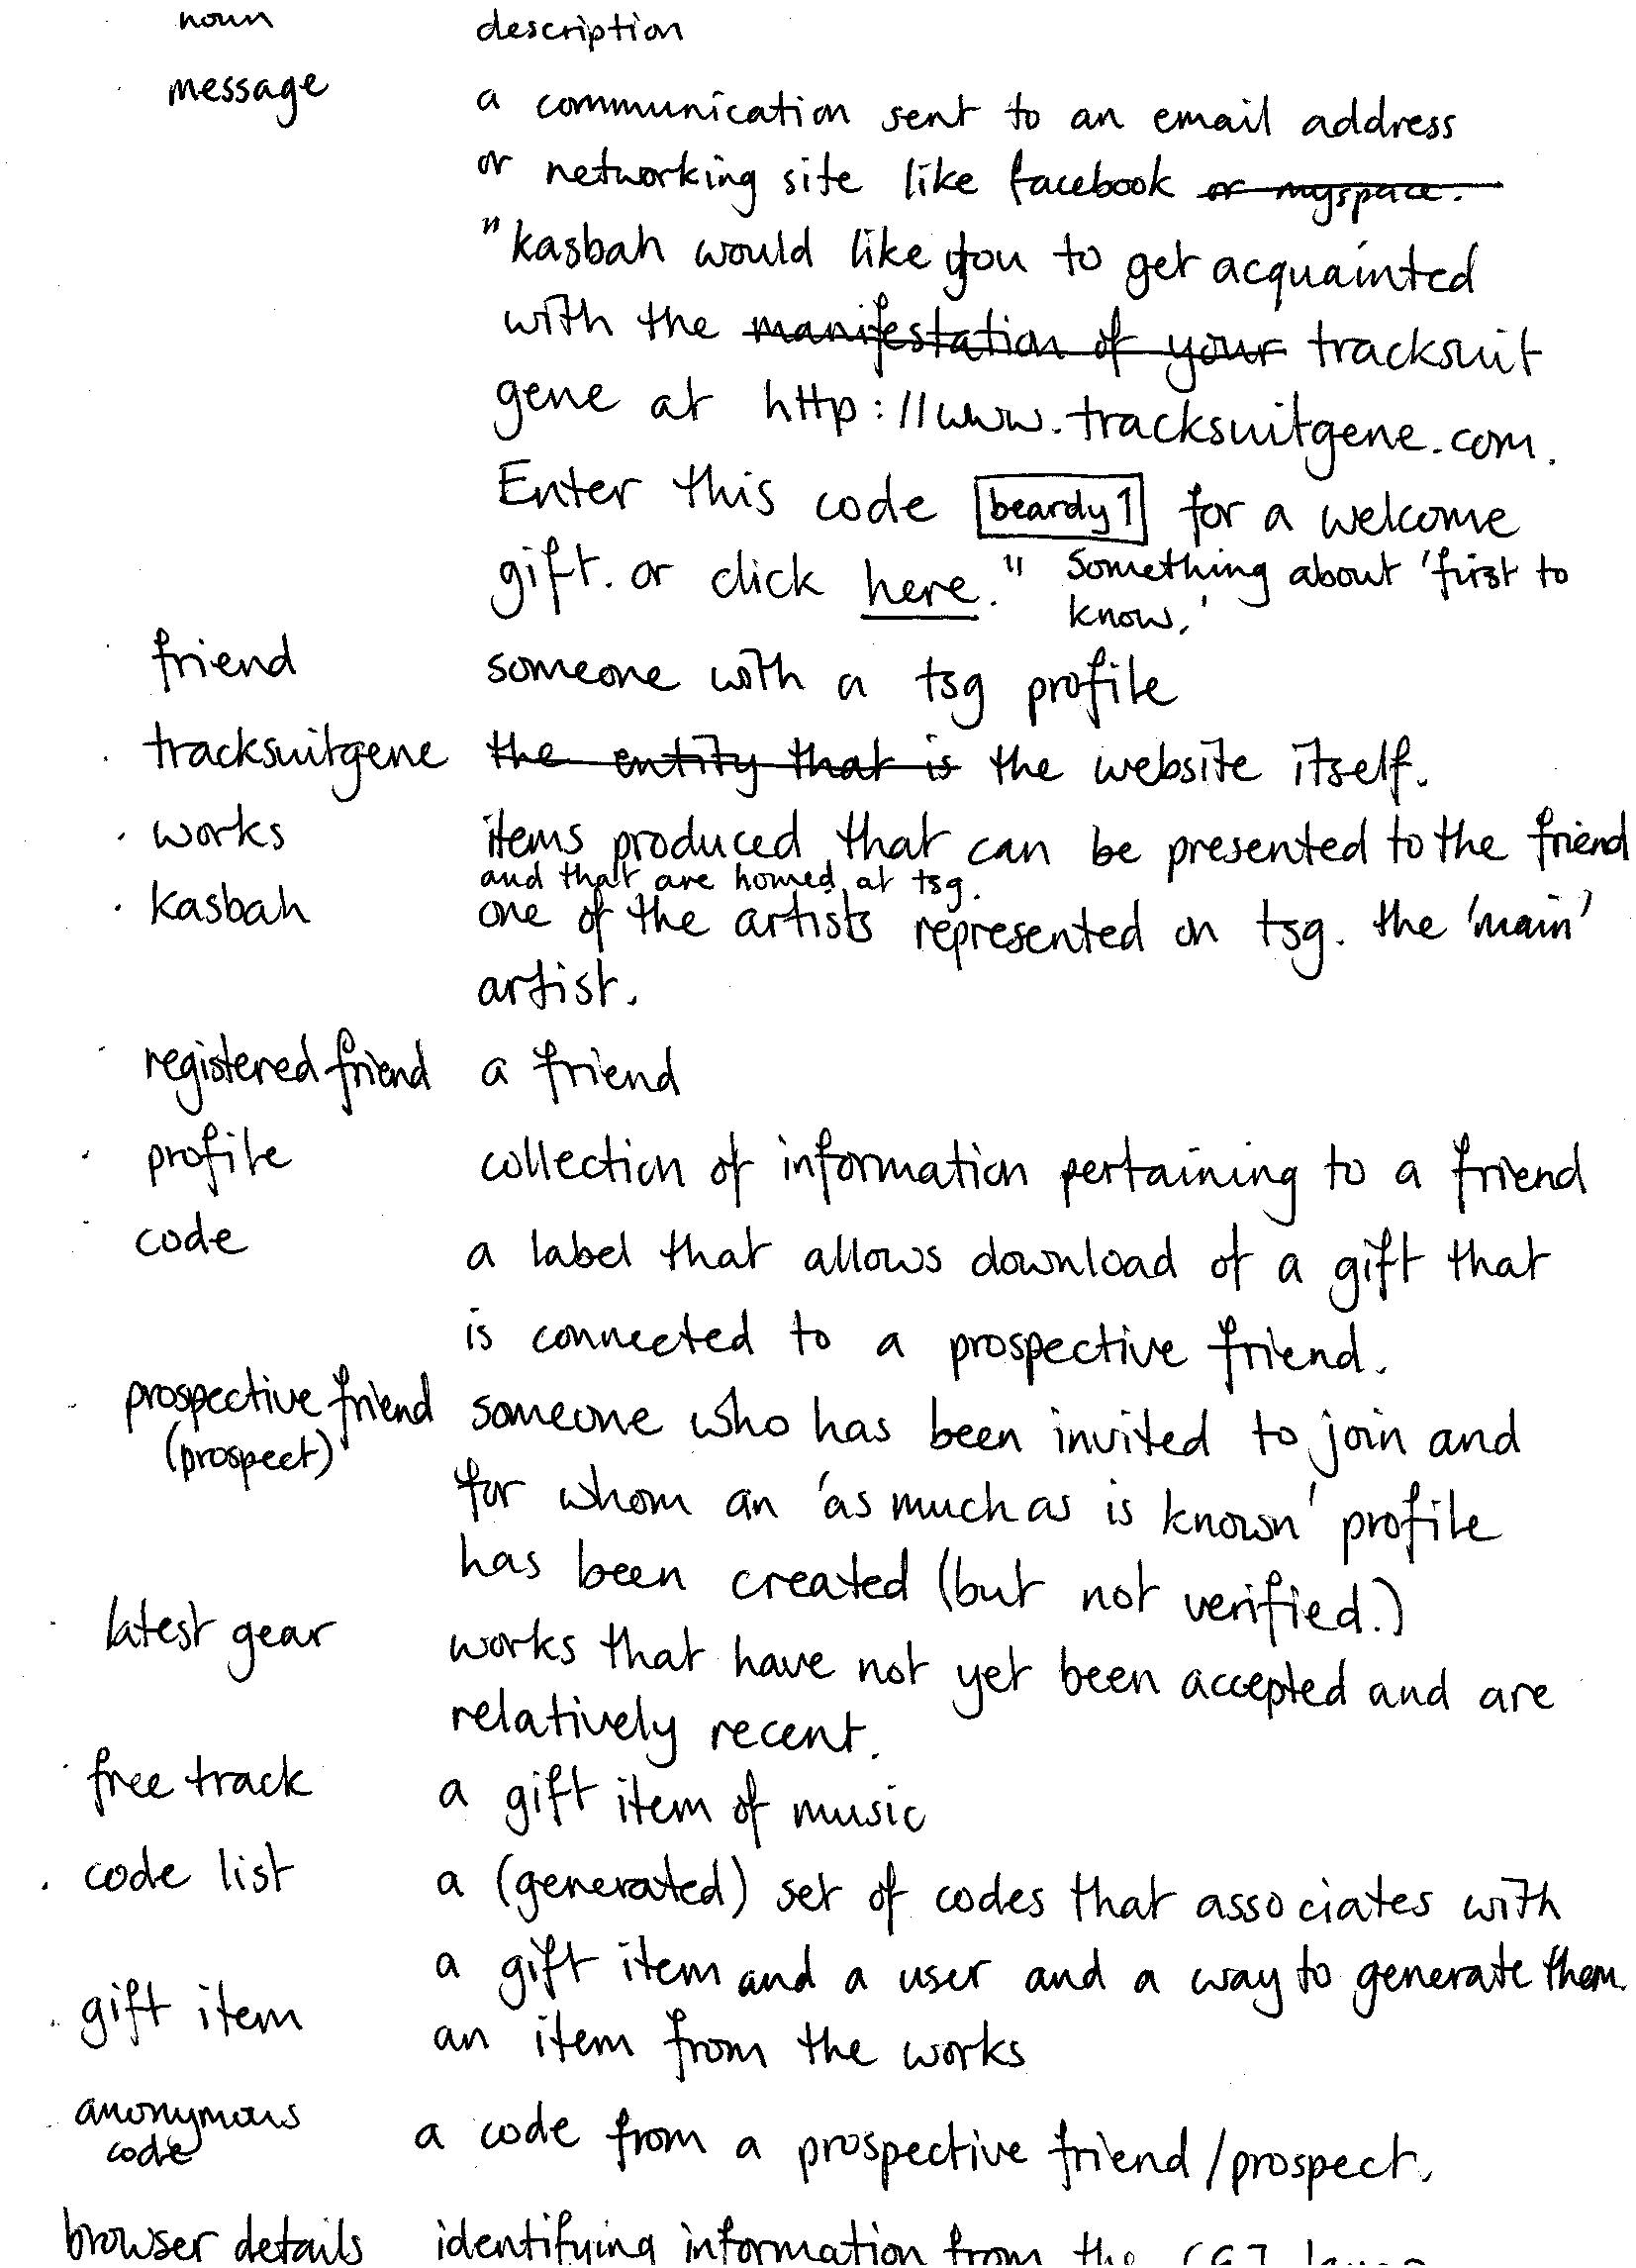 noun description
message a communication sent to an email address
or networking site like facebook ~~or myspace.~~
"kasbah would like you to get acquainted
with the ~~manifestation of your~~ tracksuit
gene at http://www.tracksuitgene.com.
Enter this code beardy1 for a welcome
gift. or click here." Something about 'first to
know.'
friend someone with a tsg profile
tracksuitgene ~~the entity that is~~ the website itself.
works items produced that can be presented to the friend
and that are homed at tsg.
kasbah one of the artists represented on tsg. the 'main'
artist.
registered friend a friend
profile collection of information pertaining to a friend
code a label that allows download of a gift that
is connected to a prospective friend.
prospective friend someone who has been invited to join and
(prospect) for whom an 'as much as is known' profile
has been created (but not verified.)
latest gear works that have not yet been accepted and are
relatively recent.
free track a gift item of music
code list a (generated) set of codes that associates with
a gift item and a user and a way to generate them.
gift item an item from the works
anonymous code a code from a prospective friend/prospect.
browser details identifying information from the